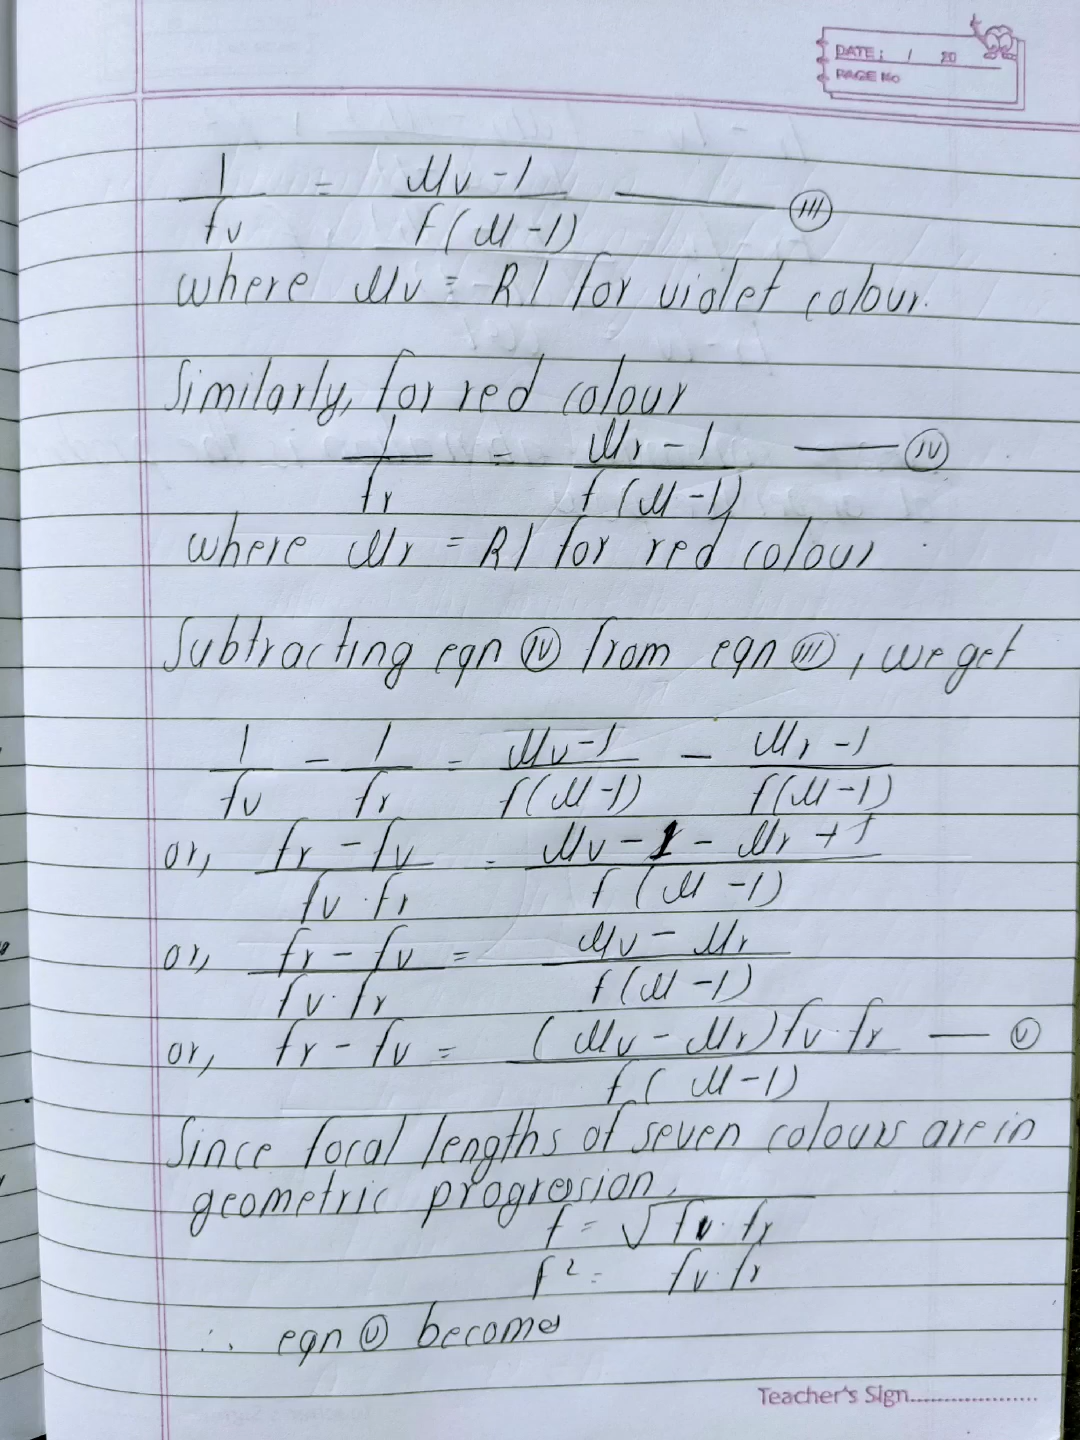 DATE: / 20
PAGE No
1/fv = (μv - 1)/(f(μ - 1)) —— (iii)
where μv = RI for violet colour.
Similarly, for red colour
1/fr = (μr - 1)/(f(μ - 1)) —— (iv)
where μr = RI for red colour
Subtracting eqn (iv) from eqn (iii), we get
1/fv - 1/fr = (μv - 1)/(f(μ - 1)) - (μr - 1)/(f(μ - 1))
or, (fr - fv)/(fv · fr) = (μv - 1 - μr + 1)/(f(μ - 1))
or, (fr - fv)/(fv · fr) = (μv - μr)/(f(μ - 1))
or, fr - fv = ((μv - μr) fv · fr)/(f(μ - 1)) —— (v)
Since focal lengths of seven colours are in
geometric progression,
f = √(fv · fr)
f² = fv · fr
∴ eqn (v) becomes
Teacher's Sign....................